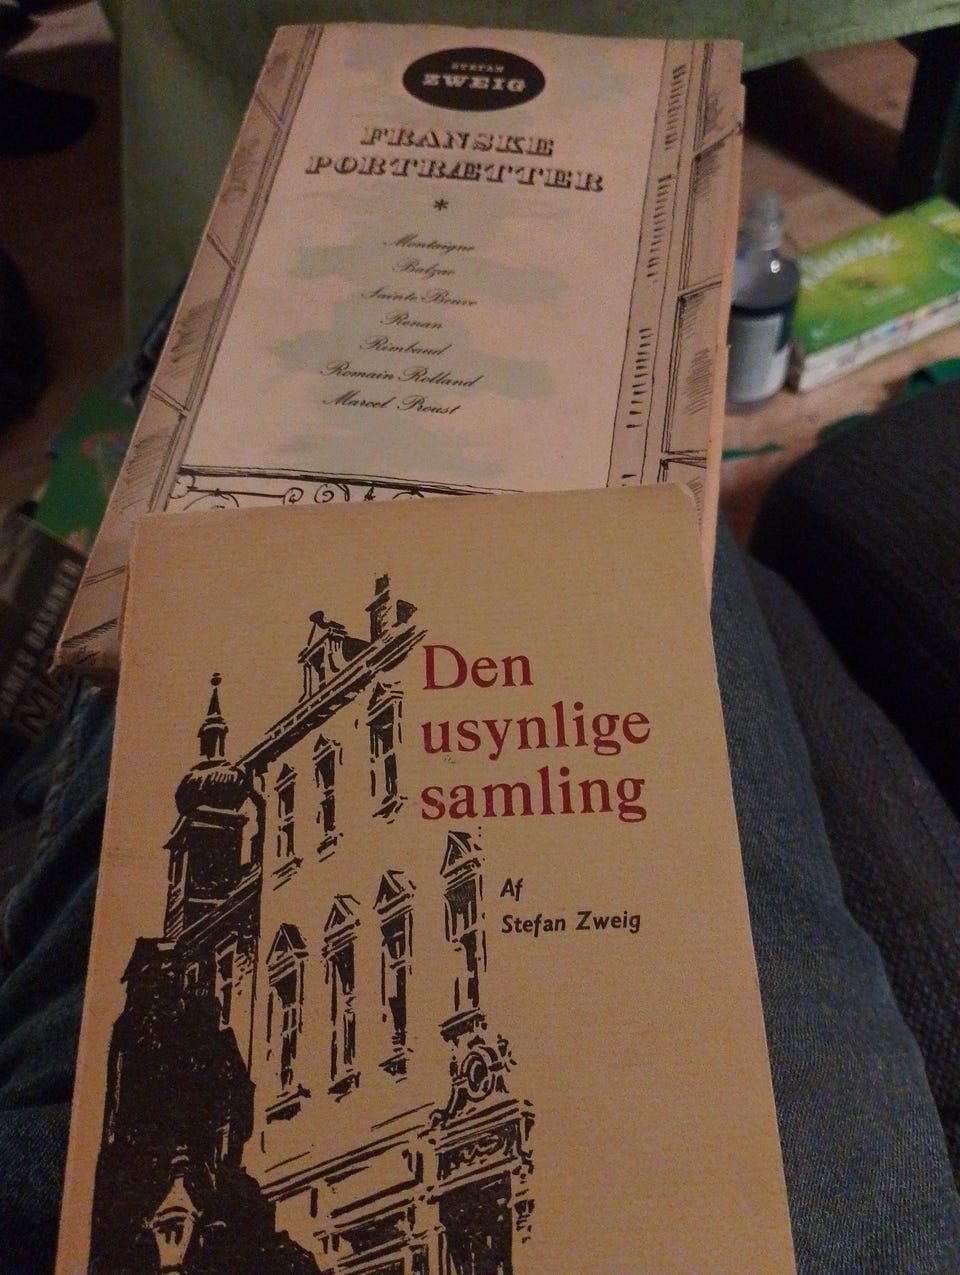 STEFAN
ZWEIG
FRANSKE
PORTRÆTTER
*
Montaigne
Balzac
Sainte-Beuve
Renan
Rimbaud
Romain Rolland
Marcel Proust
Den
usynlige
samling
Af
Stefan Zweig